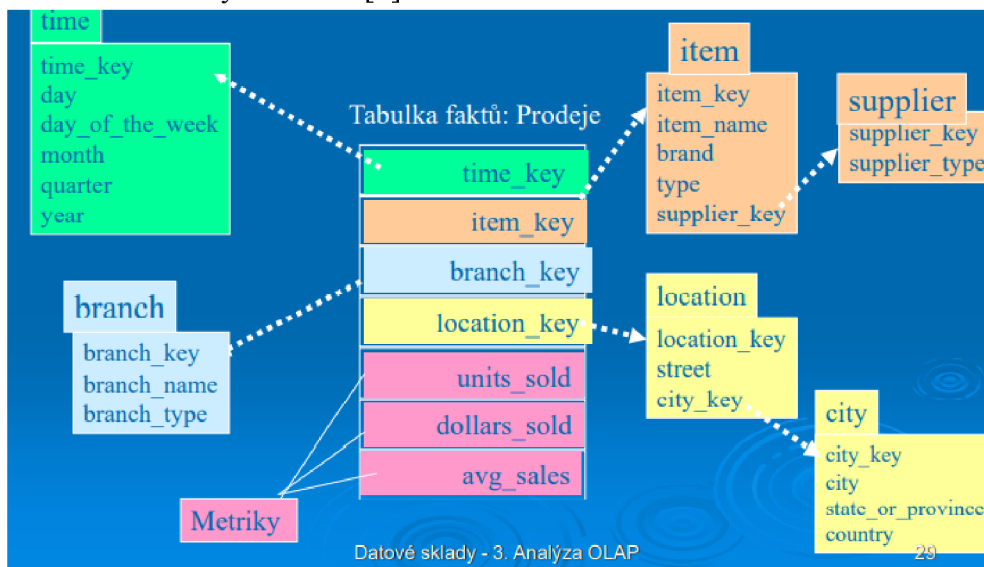 time
time_key
day
day_of_the_week
month
quarter
year
Tabulka faktů: Prodeje
time_key
item_key
branch_key
location_key
units_sold
dollars_sold
avg_sales
Metriky
branch
branch_key
branch_name
branch_type
item
item_key
item_name
brand
type
supplier_key
supplier
supplier_key
supplier_type
location
location_key
street
city_key
city
city_key
city
state_or_province
country
Datové sklady - 3. Analýza OLAP
29